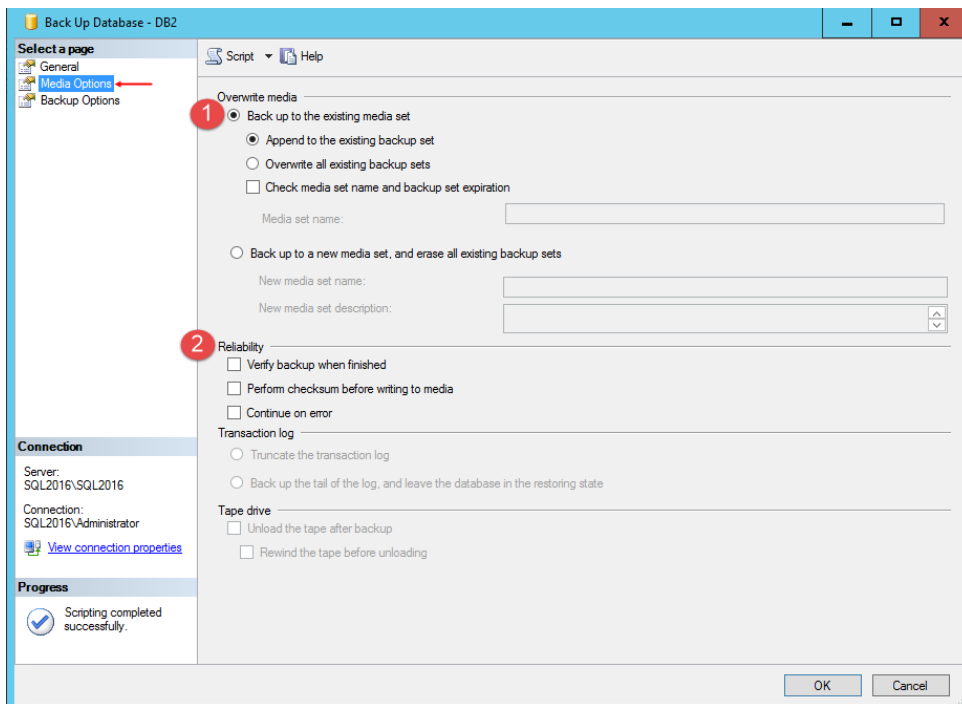 Back Up Database - DB2
Select a page
General
Media Options
Backup Options
Script
Help
Overwrite media
1
Back up to the existing media set
Append to the existing backup set
Overwrite all existing backup sets
Check media set name and backup set expiration
Media set name:
Back up to a new media set, and erase all existing backup sets
New media set name:
New media set description:
2
Reliability
Verify backup when finished
Perform checksum before writing to media
Continue on error
Transaction log
Truncate the transaction log
Back up the tail of the log, and leave the database in the restoring state
Tape drive
Unload the tape after backup
Rewind the tape before unloading
Connection
Server:
SQL2016\SQL2016
Connection:
SQL2016\Administrator
View connection properties
Progress
Scripting completed
successfully.
OK
Cancel